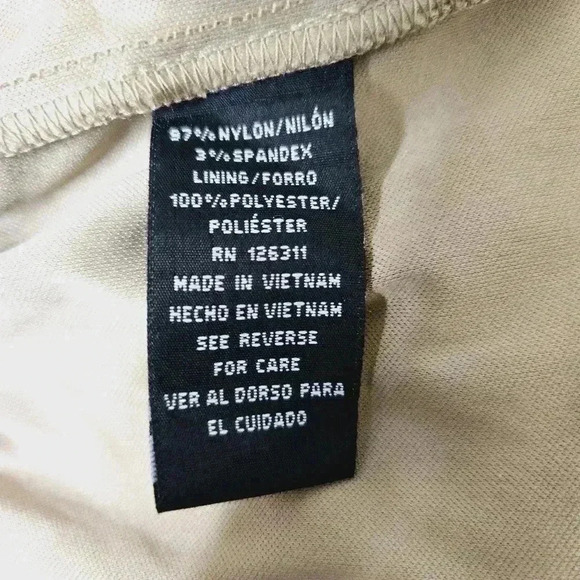 97% NYLON/NILÓN
3% SPANDEX
LINING/FORRO
100% POLYESTER/
POLIÉSTER
RN 126311
MADE IN VIETNAM
HECHO EN VIETNAM
SEE REVERSE
FOR CARE
VER AL DORSO PARA
EL CUIDADO